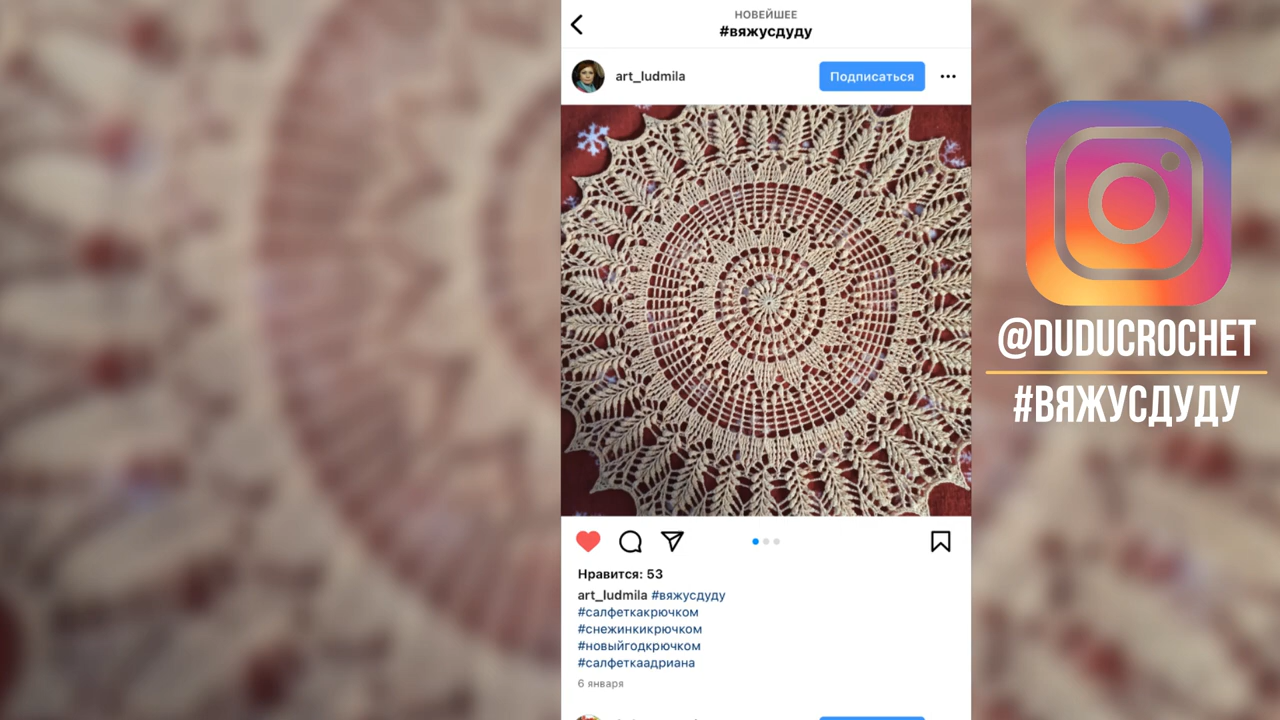 НОВЕЙШЕЕ
#вяжусдуду
art_ludmila
Подписаться
@DUDUCROCHET
#ВЯЖУСДУДУ
Нравится: 53
art_ludmila #вяжусдуду
#салфеткакрючком
#снежинкикрючком
#новыйгодкрючком
#салфеткаадриана
6 января